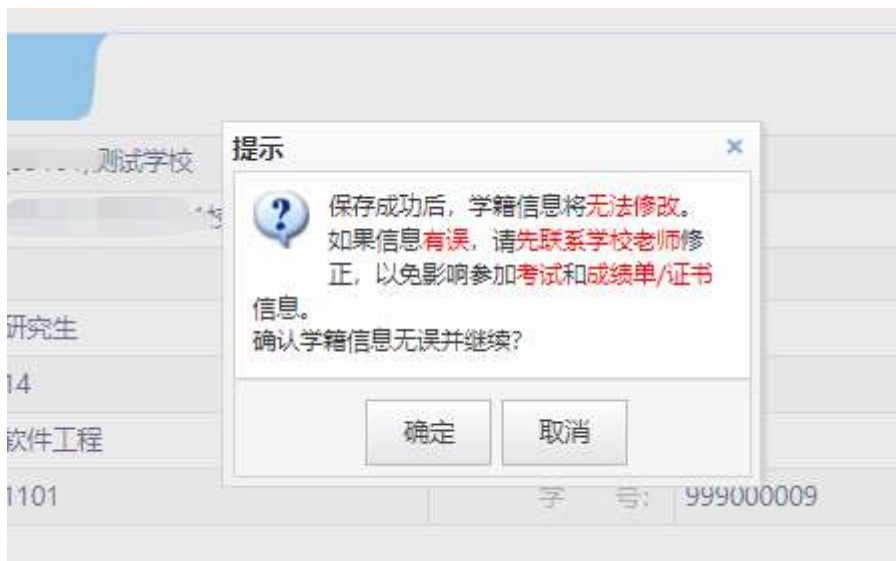 测试学校
提示
×
保存成功后，学籍信息将无法修改。
如果信息有误，请先联系学校老师修
正，以免影响参加考试和成绩单/证书
信息。
确认学籍信息无误并继续？
确定 取消
研究生
14
软件工程
1101 学 号: 999000009